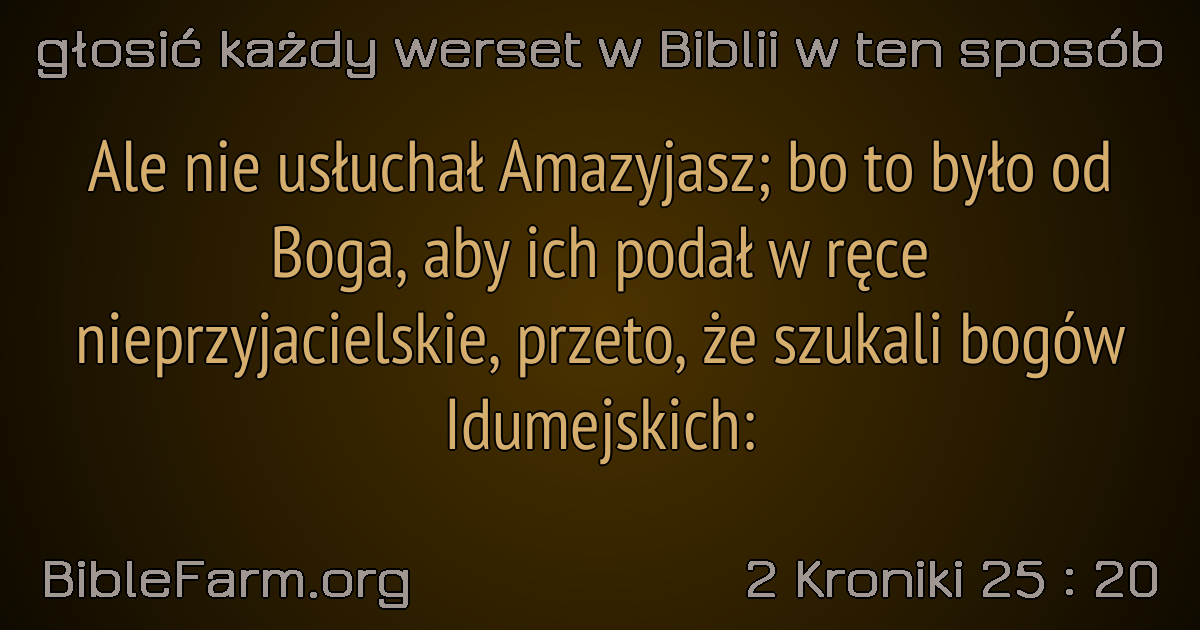 głosić każdy werset w Biblii w ten sposób
Ale nie usłuchał Amazyjasz; bo to było od
Boga, aby ich podał w ręce
nieprzyjacielskie, przeto, że szukali bogów
Idumejskich:
BibleFarm.org
2 Kroniki 25 : 20